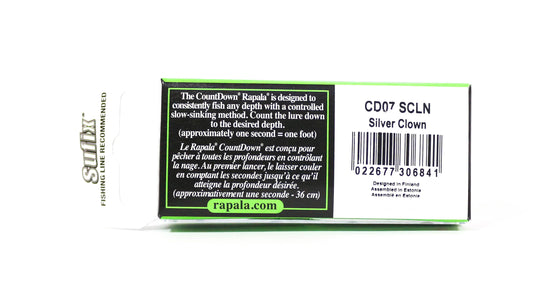 sufix
FISHING LINE RECOMMENDED
The CountDown® Rapala® is designed to
consistently fish any depth with a controlled
slow-sinking method. Count the lure down
to the desired depth.
(approximately one second = one foot)
Le Rapala® CountDown® est conçu pour
pêcher à toutes les profondeurs en contrôlant
la nage. Au premier lancer, le laisser couler
en comptant les secondes jusqu'à ce qu'il
atteigne la profondeur désirée.
(approximativement une seconde - 36 cm)
rapala.com
CD07 SCLN
Silver Clown
022677 306841
Designed in Finland
Assembled in Estonia
Assemblé en Estonie